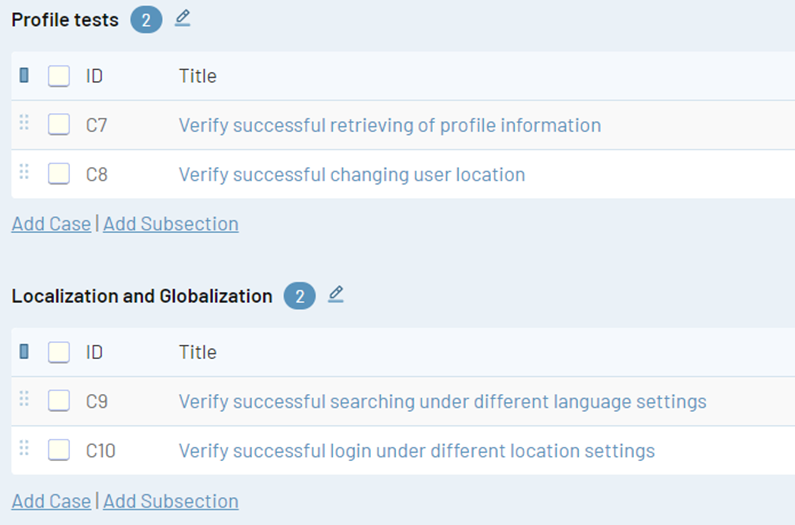 Profile tests 2
ID Title
C7 Verify successful retrieving of profile information
C8 Verify successful changing user location
Add Case | Add Subsection
Localization and Globalization 2
ID Title
C9 Verify successful searching under different language settings
C10 Verify successful login under different location settings
Add Case | Add Subsection